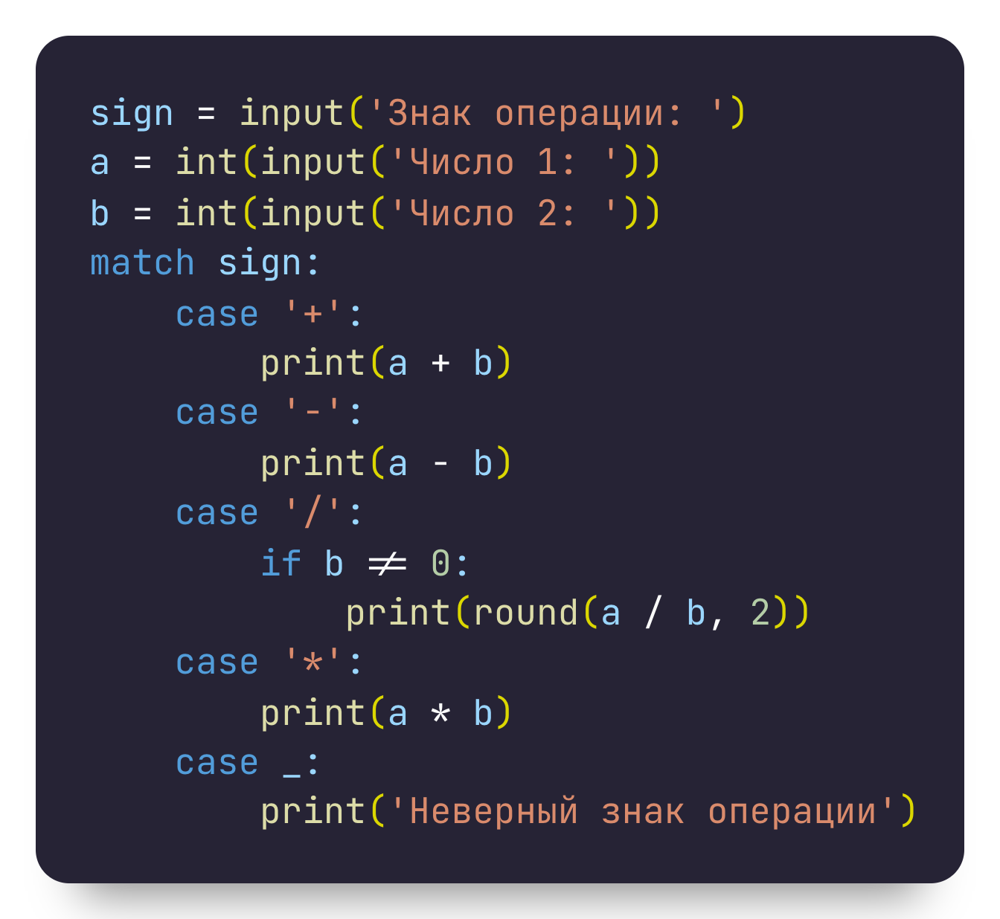 sign = input('Знак операции: ')
a = int(input('Число 1: '))
b = int(input('Число 2: '))
match sign:
    case '+':
        print(a + b)
    case '-':
        print(a - b)
    case '/':
        if b != 0:
            print(round(a / b, 2))
    case '*':
        print(a * b)
    case _:
        print('Неверный знак операции')